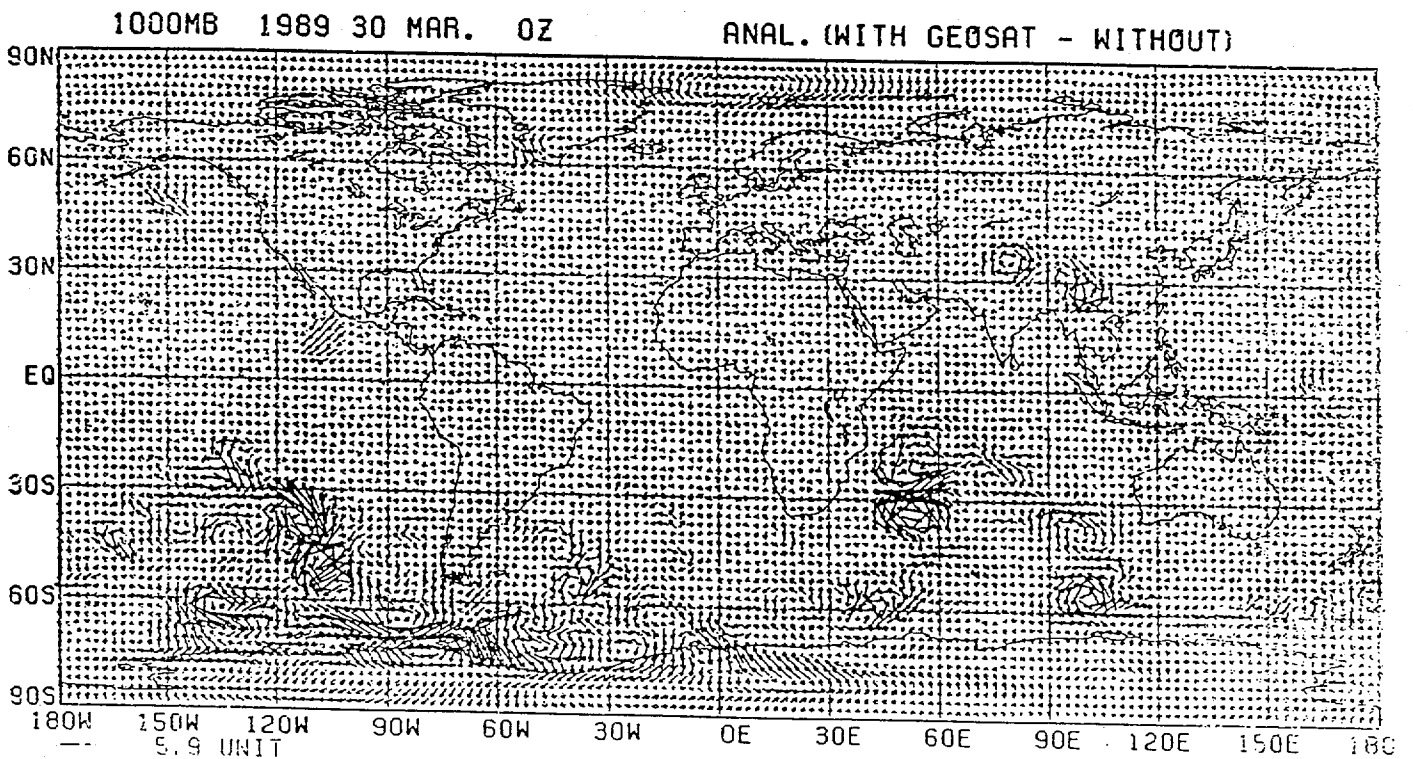 1000MB 1989 30 MAR. 0Z ANAL. (WITH GEOSAT - WITHOUT)
90N
60N
30N
EQ
30S
60S
90S
180W 150W 120W 90W 60W 30W 0E 30E 60E 90E 120E 150E 180
5.9 UNIT